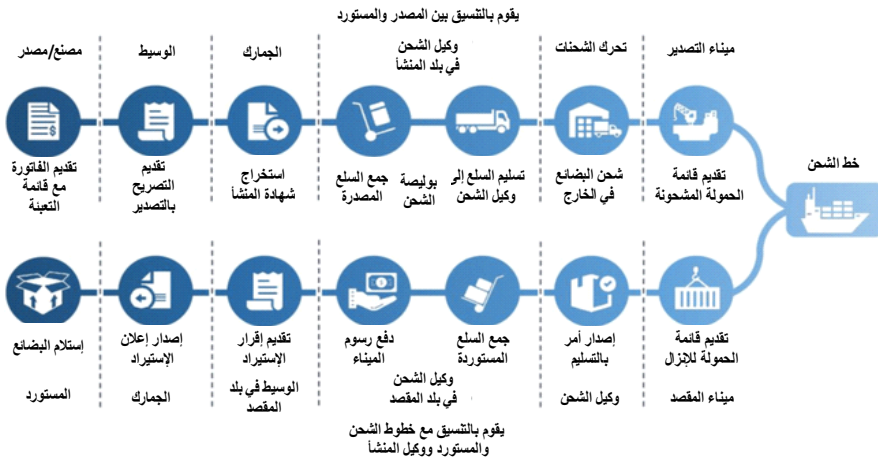 يقوم بالتنسيق بين المصدر والمستورد
مصنع/مصدر
الوسيط
الجمارك
وكيل الشحن
في بلد المنشأ
تحرك الشحنات
ميناء التصدير
تقديم الفاتورة
مع قائمة
التعبئة
تقديم
التصريح
بالتصدير
استخراج
شهادة المنشأ
جمع السلع
المصدرة
بوليصة
الشحن
تسليم السلع إلى
وكيل الشحن
شحن البضائع
في الخارج
تقديم قائمة
الحمولة المشحونة
خط الشحن
إستلام البضائع
إصدار إعلان
الإستيراد
تقديم إقرار
الإستيراد
دفع رسوم
الميناء
جمع السلع
المستوردة
إصدار أمر
بالتسليم
تقديم قائمة
الحمولة للإنزال
المستورد
الجمارك
الوسيط في بلد
المقصد
وكيل الشحن
في بلد المقصد
وكيل الشحن
ميناء المقصد
يقوم بالتنسيق مع خطوط الشحن
والمستورد ووكيل المنشأ